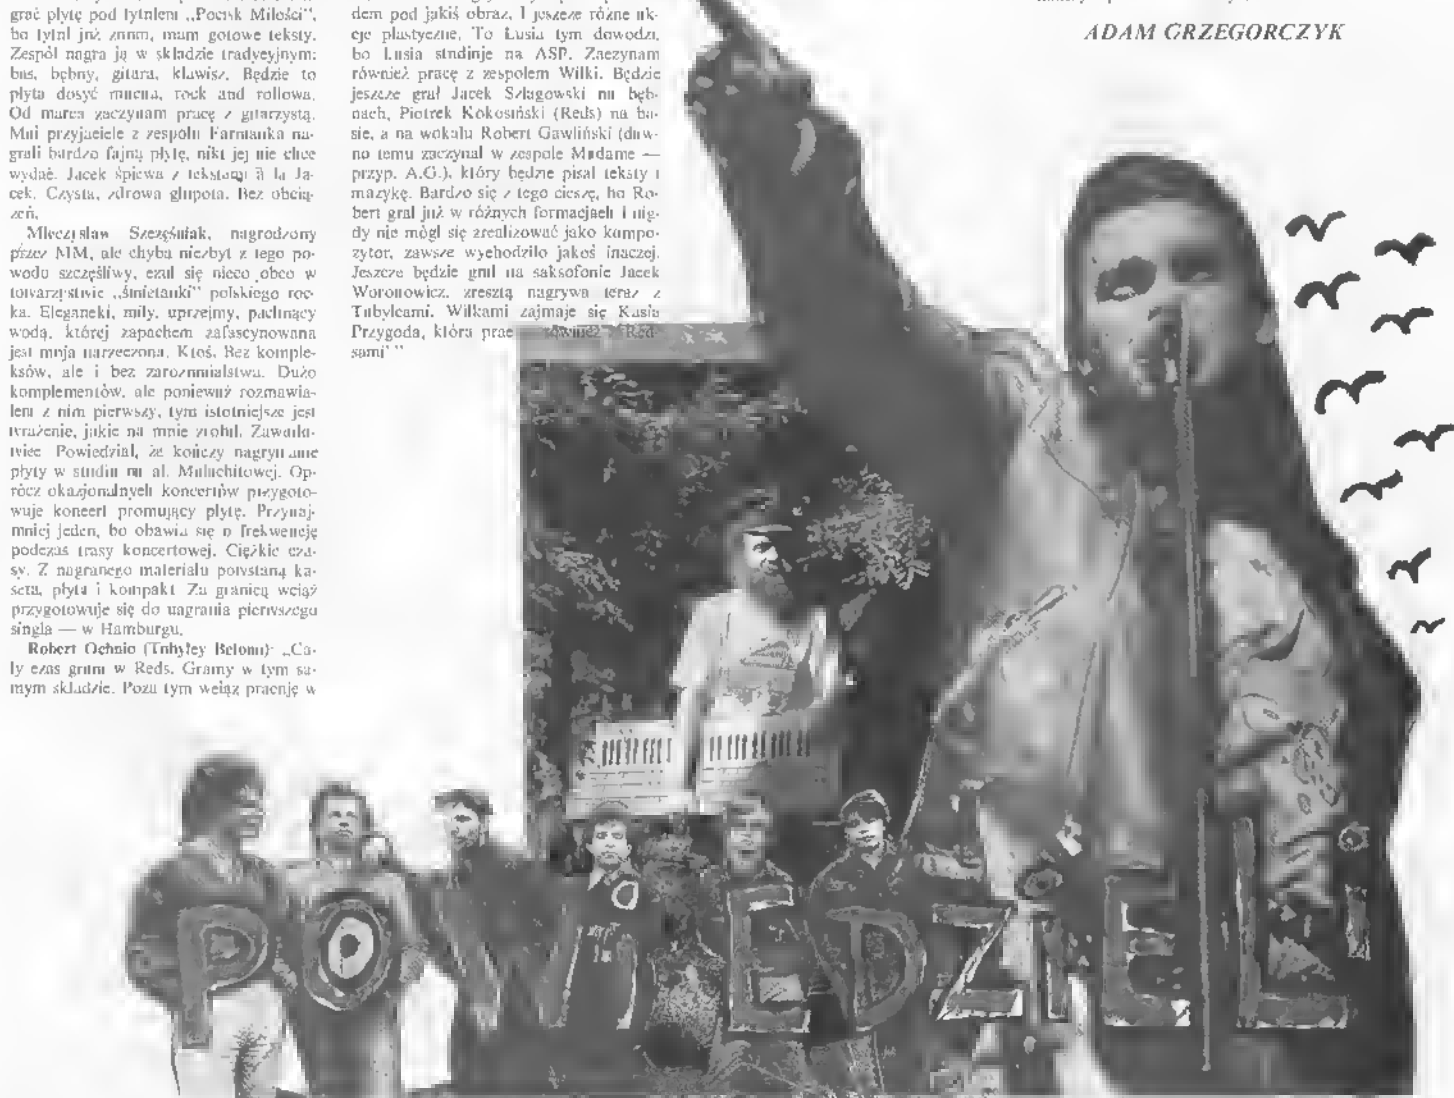 grać płytę pod tytułem „Pocisk Miłości”,
bo tytuł już znam, mam gotowe teksty.
Zespół nagra ją w składzie tradycyjnym:
bas, bębny, gitara, klawisz. Będzie to
płyta dosyć mocna, rock and rollowa.
Od marca zaczynam pracę z gitarzystą.
Moi przyjaciele z zespołu Farmanka na-
grali bardzo fajną płytę, nikt jej nie chce
wydać. Jacek śpiewa z tekstami à la Ja-
cek. Czysta, zdrowa głupota. Bez obcią-
żeń.
Mieczysław Szcześniak, nagrodzony
przez MM, ale chyba niezbyt z tego po-
wodu szczęśliwy, czuł się nieco obco w
towarzystwie „śmietanki” polskiego roc-
ka. Elegancki, miły, uprzejmy, pachnący
wodą, której zapachem zafascynowana
jest moja narzeczona. Ktoś. Bez komple-
ksów, ale i bez zarozumialstwa. Dużo
komplementów, ale ponieważ rozmawia-
łem z nim pierwszy, tym istotniejsze jest
wrażenie, jakie na mnie zrobił. Zawodo-
wiec. Powiedział, że kończy nagrywanie
płyty w studiu na al. Malachitowej. Op-
rócz okazjonalnych koncertów przygoto-
wuje koncert promujący płytę. Przynaj-
mniej jeden, bo obawia się o frekwencję
podczas trasy koncertowej. Ciężkie cza-
sy. Z nagranego materiału powstaną ka-
seta, płyta i kompakt. Za granicą wciąż
przygotowuje się do nagrania pierwszego
singla — w Hamburgu.
Robert Ochnio (Tubylcy Betonu): „Ca-
ły czas gram w Reds. Gramy w tym sa-
mym składzie. Poza tym wciąż pracuję w
dem pod jakiś obraz. I jeszcze różne ak-
cje plastyczne. To Lusia tym dowodzi,
bo Lusia studiuje na ASP. Zaczynam
również pracę z zespołem Wilki. Będzie
jeszcze grał Jacek Szlagowski na bęb-
nach, Piotrek Kokosiński (Reds) na ba-
sie, a na wokalu Robert Gawliński (daw-
no temu zaczynał w zespole Madame —
przyp. A.G.), który będzie pisał teksty i
muzykę. Bardzo się z tego cieszę, bo Ro-
bert grał już w różnych formacjach i nig-
dy nie mógł się zrealizować jako kompo-
zytor, zawsze wychodziło jakoś inaczej.
Jeszcze będzie grał na saksofonie Jacek
Woronowicz, zresztą nagrywa teraz z
Tubylcami. Wilkami zajmuje się Kasia
Przygoda, która również z Red-
sami”
ADAM GRZEGORCZYK
POWIEDZIELI